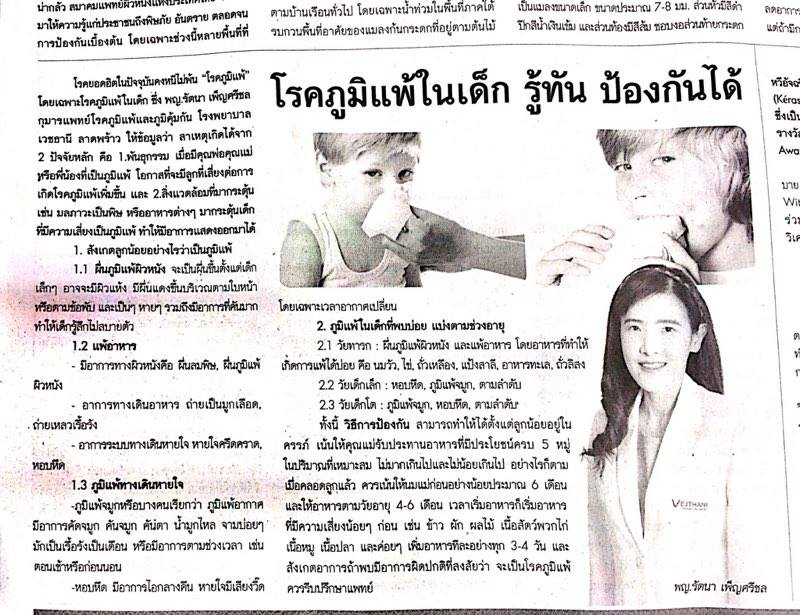 น่ากลัว สมาคมแพทย์ผิวหนังแห่งประเทศไทย
มาให้ความรู้แก่ประชาชนถึงพิษภัย อันตราย ตลอดจน
การป้องกันเบื้องต้น โดยเฉพาะช่วงนี้หลายพื้นที่ที่
ตามบ้านเรือนทั่วไป โดยเฉพาะน้ำท่วมในพื้นที่ภาคใต้
รบกวนพื้นที่อาศัยของแมลงก้นกระดกที่อยู่ตามต้นไม้
เป็นแมลงขนาดเล็ก ขนาดประมาณ 7-8 มม. ส่วนหัวมีสีดำ
ปีกสีน้ำเงินเข้ม และส่วนท้องมีสีส้ม ชอบงอส่วนท้ายกระดก
ลดอาการ
แต่ถ้ามี
โรคภูมิแพ้ในเด็ก รู้ทัน ป้องกันได้
โรคยอดฮิตในปัจจุบันคงหนีไม่พ้น "โรคภูมิแพ้"
โดยเฉพาะโรคภูมิแพ้ในเด็ก ซึ่ง พญ.รัตนา เพ็ญศรีชล
กุมารแพทย์โรคภูมิแพ้และภูมิคุ้มกัน โรงพยาบาล
เวชธานี ลาดพร้าว ให้ข้อมูลว่า สาเหตุเกิดได้จาก
2 ปัจจัยหลัก คือ 1.พันธุกรรม เมื่อมีคุณพ่อคุณแม่
หรือพี่น้องที่เป็นภูมิแพ้ โอกาสที่จะมีลูกที่เสี่ยงต่อการ
เกิดโรคภูมิแพ้เพิ่มขึ้น และ 2.สิ่งแวดล้อมที่มากระตุ้น
เช่น มลภาวะเป็นพิษ หรืออาหารต่างๆ มากระตุ้นเด็ก
ที่มีความเสี่ยงเป็นภูมิแพ้ ทำให้มีอาการแสดงออกมาได้
1. สังเกตลูกน้อยอย่างไรว่าเป็นภูมิแพ้
1.1 ผื่นภูมิแพ้ผิวหนัง จะเป็นผื่นขึ้นตั้งแต่เด็ก
เล็กๆ อาจจะมีผิวแห้ง มีผื่นแดงขึ้นบริเวณตามใบหน้า
หรือตามข้อพับ และเป็นๆ หายๆ รวมถึงมีอาการที่คันมาก
ทำให้เด็กรู้สึกไม่สบายตัว
1.2 แพ้อาหาร
- มีอาการทางผิวหนังคือ ผื่นลมพิษ, ผื่นภูมิแพ้
ผิวหนัง
- อาการทางเดินอาหาร ถ่ายเป็นมูกเลือด,
ถ่ายเหลวเรื้อรัง
- อาการระบบทางเดินหายใจ หายใจครืดคราด,
หอบหืด
1.3 ภูมิแพ้ทางเดินหายใจ
-ภูมิแพ้จมูกหรือบางคนเรียกว่า ภูมิแพ้อากาศ
มีอาการคัดจมูก คันจมูก คันตา น้ำมูกไหล จามบ่อยๆ
มักเป็นเรื้อรังเป็นเดือน หรือมีอาการตามช่วงเวลา เช่น
ตอนเช้าหรือก่อนนอน
-หอบหืด มีอาการไอกลางคืน หายใจมีเสียงวี้ด
โดยเฉพาะเวลาอากาศเปลี่ยน
2. ภูมิแพ้ในเด็กที่พบบ่อย แบ่งตามช่วงอายุ
2.1 วัยทารก : ผื่นภูมิแพ้ผิวหนัง และแพ้อาหาร โดยอาหารที่ทำให้
เกิดการแพ้ได้บ่อย คือ นมวัว, ไข่, ถั่วเหลือง, แป้งสาลี, อาหารทะเล, ถั่วลิสง
2.2 วัยเด็กเล็ก : หอบหืด, ภูมิแพ้จมูก, ตามลำดับ
2.3 วัยเด็กโต : ภูมิแพ้จมูก, หอบหืด, ตามลำดับ
ทั้งนี้ วิธีการป้องกัน สามารถทำให้ได้ตั้งแต่ลูกน้อยอยู่ใน
ครรภ์ เน้นให้คุณแม่รับประทานอาหารที่มีประโยชน์ครบ 5 หมู่
ในปริมาณที่เหมาะสม ไม่มากเกินไปและไม่น้อยเกินไป อย่างไรก็ตาม
เมื่อคลอดลูกแล้ว ควรเน้นให้นมแม่ก่อนอย่างน้อยประมาณ 6 เดือน
และให้อาหารตามวัยอายุ 4-6 เดือน เวลาเริ่มอาหารก็เริ่มอาหาร
ที่มีความเสี่ยงน้อยๆ ก่อน เช่น ข้าว ผัก ผลไม้ เนื้อสัตว์พวกไก่
เนื้อหมู เนื้อปลา และค่อยๆ เพิ่มอาหารทีละอย่างทุก 3-4 วัน และ
สังเกตอาการถ้าพบมีอาการผิดปกติที่สงสัยว่า จะเป็นโรคภูมิแพ้
ควรรีบปรึกษาแพทย์
VEJTHANI
พญ.รัตนา เพ็ญศรีชล
ทวีอัจฉ
(Kéras
ซึ่งเป็
รางวัล
Awa
บาย
Wit
ร่วม
วิเศ